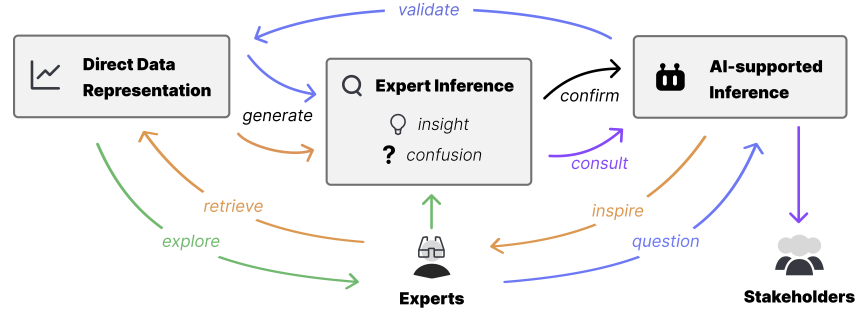 validate
Direct Data
Representation
generate
Expert Inference
insight
? confusion
confirm
consult
AI-supported
Inference
retrieve
explore
inspire
question
Experts
Stakeholders